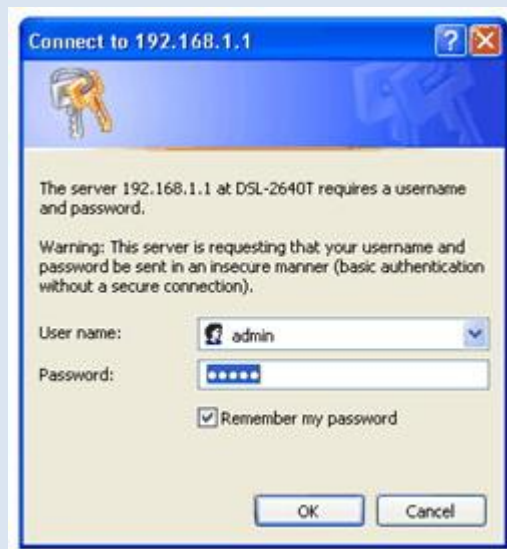 Connect to 192.168.1.1
The server 192.168.1.1 at DSL-2640T requires a username
and password.
Warning: This server is requesting that your username and
password be sent in an insecure manner (basic authentication
without a secure connection).
User name:
admin
Password:
●●●●●
Remember my password
OK
Cancel